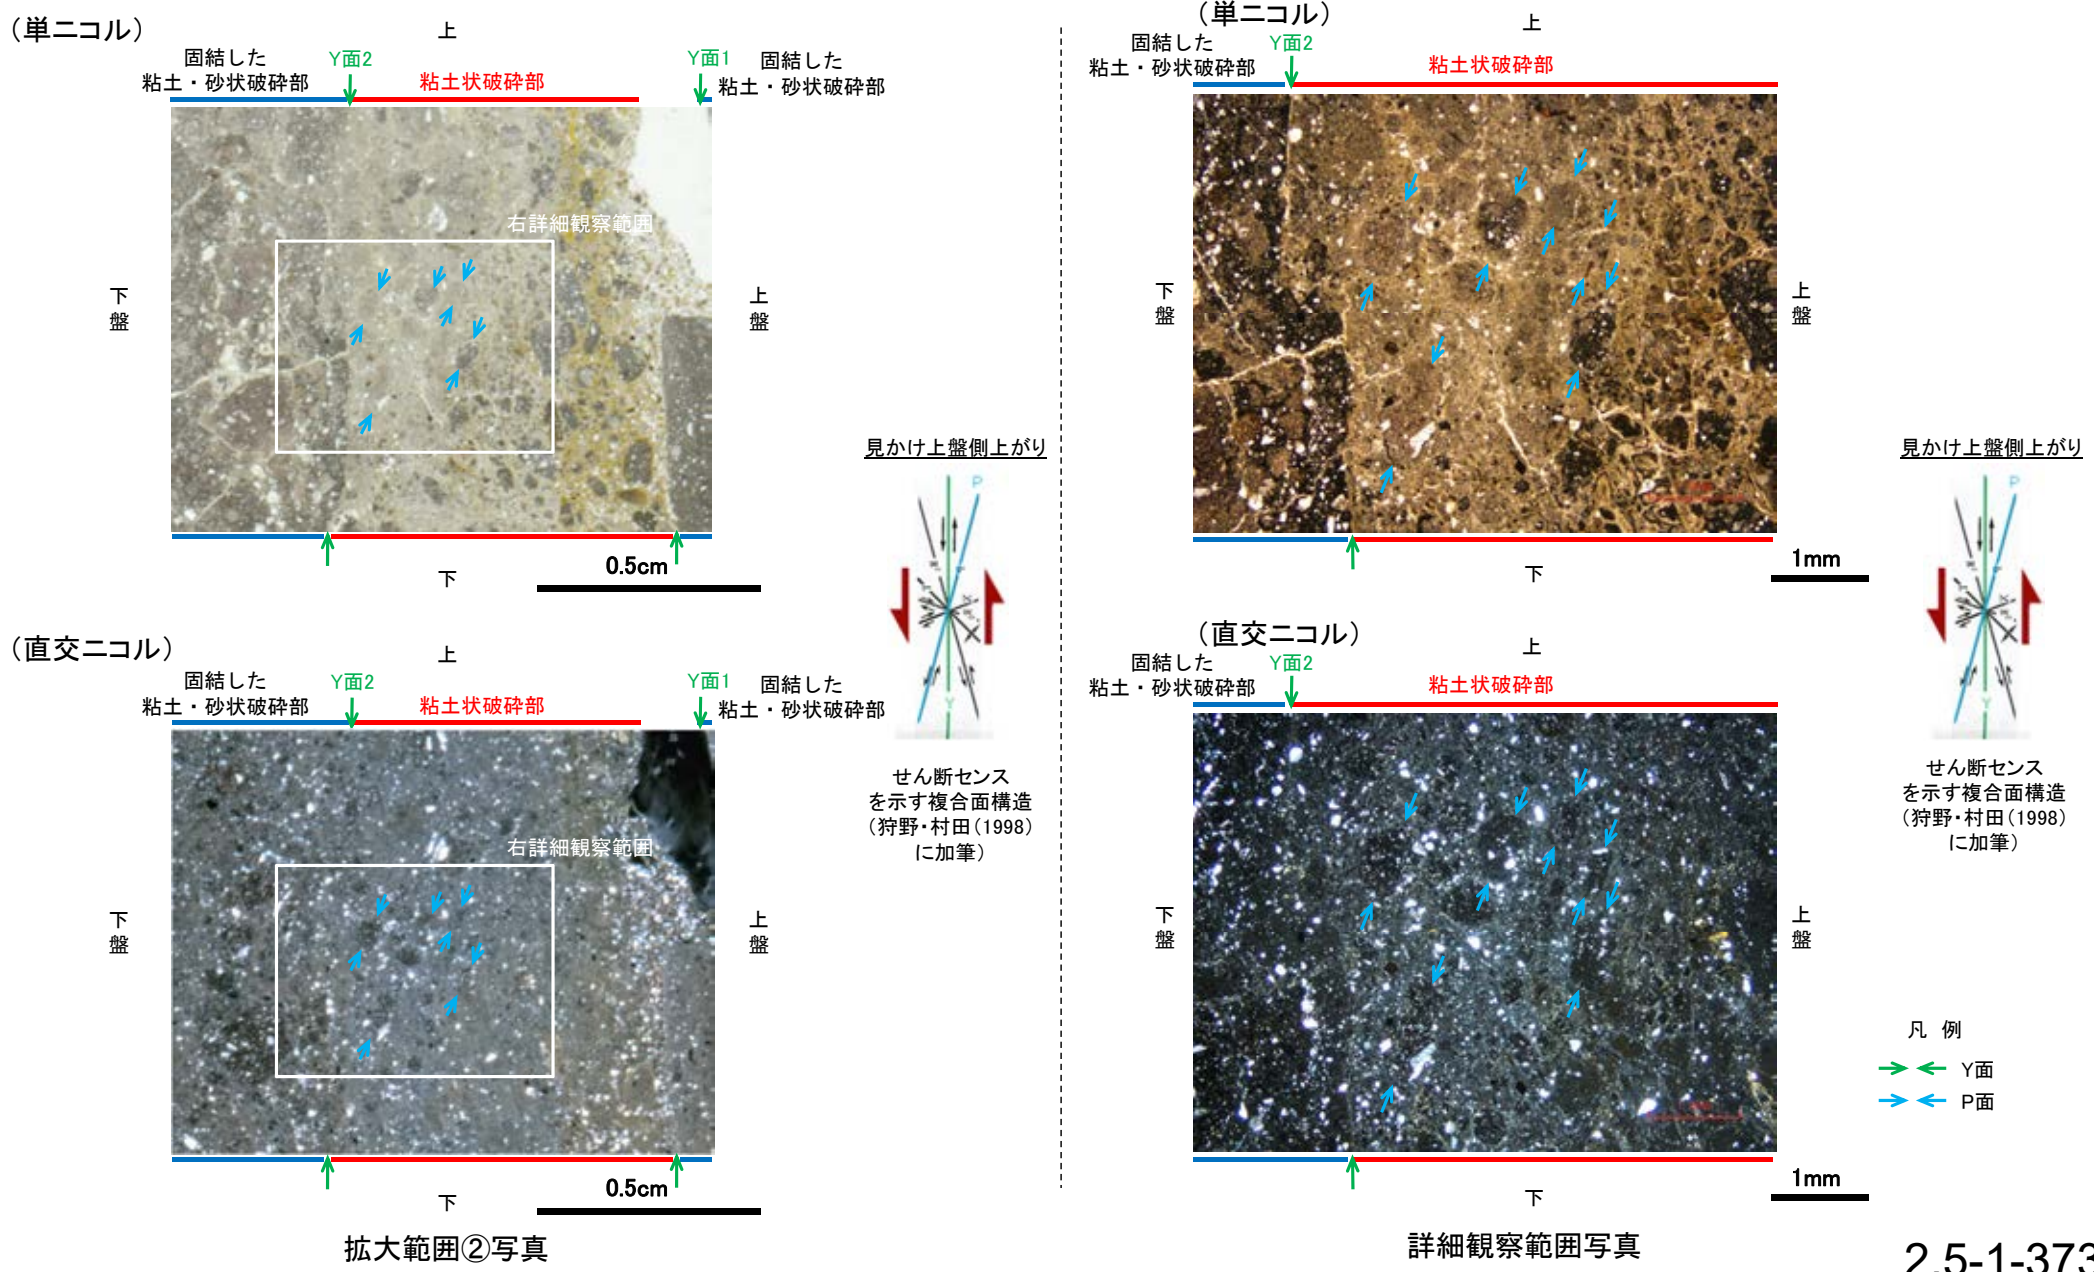 （単ニコル）
上
固結した
粘土・砂状破砕部
Y面2
粘土状破砕部
Y面1
固結した
粘土・砂状破砕部
右詳細観察範囲
下盤
上盤
下
0.5cm
（直交ニコル）
上
固結した
粘土・砂状破砕部
Y面2
粘土状破砕部
Y面1
固結した
粘土・砂状破砕部
右詳細観察範囲
下盤
上盤
下
0.5cm
拡大範囲②写真
見かけ上盤側上がり
P
Y
せん断センス
を示す複合面構造
（狩野・村田（1998）
に加筆）
（単ニコル）
上
固結した
粘土・砂状破砕部
Y面2
粘土状破砕部
下盤
上盤
下
1mm
（直交ニコル）
上
固結した
粘土・砂状破砕部
Y面2
粘土状破砕部
下盤
上盤
下
1mm
詳細観察範囲写真
見かけ上盤側上がり
P
Y
せん断センス
を示す複合面構造
（狩野・村田（1998）
に加筆）
凡 例
Y面
P面
2.5-1-373